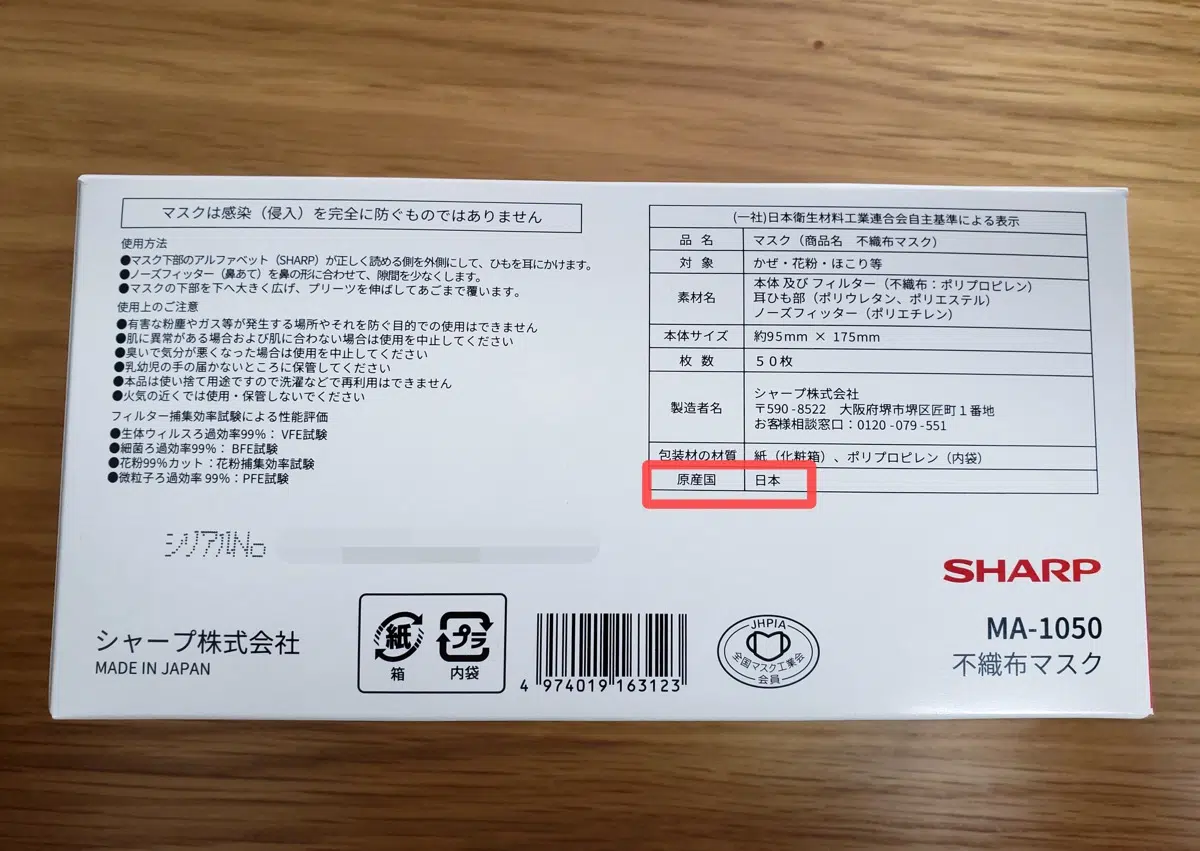 マスクは感染（侵入）を完全に防ぐものではありません
使用方法
●マスク下部のアルファベット（SHARP）が正しく読める側を外側にして、ひもを耳にかけます。
●ノーズフィッター（鼻あて）を鼻の形に合わせて、隙間を少なくします。
●マスクの下部を下へ大きく広げ、プリーツを伸ばしてあごまで覆います。
使用上のご注意
●有害な粉塵やガス等が発生する場所やそれを防ぐ目的での使用はできません
●肌に異常がある場合および肌に合わない場合は使用を中止してください
●臭いで気分が悪くなった場合は使用を中止してください
●乳幼児の手の届かないところに保管してください
●本品は使い捨て用途ですので洗濯などで再利用はできません
●火気の近くでは使用・保管しないでください
フィルター捕集効率試験による性能評価
●生体ウィルスろ過効率99%： VFE試験
●細菌ろ過効率99%： BFE試験
●花粉99%カット：花粉捕集効率試験
●微粒子ろ過効率 99%：PFE試験
シリアルNo
(一社)日本衛生材料工業連合会自主基準による表示
品 名 マスク（商品名 不織布マスク）
対 象 かぜ・花粉・ほこり等
素材名 本体 及び フィルター（不織布：ポリプロピレン）
耳ひも部（ポリウレタン、ポリエステル）
ノーズフィッター（ポリエチレン）
本体サイズ 約95mm × 175mm
枚 数 50枚
製造者名 シャープ株式会社
〒590-8522 大阪府堺市堺区匠町1番地
お客様相談窓口：0120-079-551
包装材の材質 紙（化粧箱）、ポリプロピレン（内袋）
原産国 日本
シャープ株式会社
MADE IN JAPAN
紙
箱
プラ
内袋
4 974019 163123
JHPIA
全国マスク工業会
会員
SHARP
MA-1050
不織布マスク